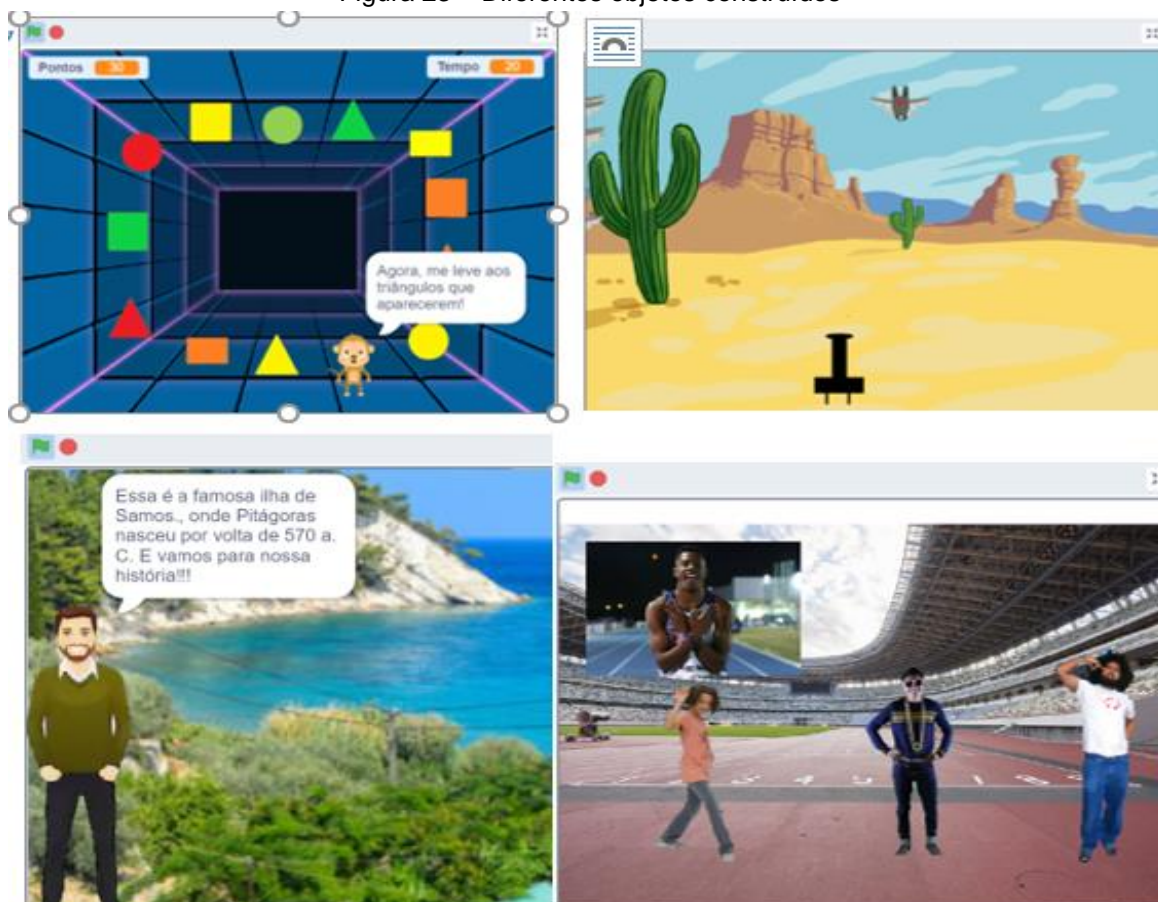 Figura 23 – Diferentes objetos construídos
Pontos 30
Tempo 20
Agora, me leve aos
triângulos que
aparecerem!
Essa é a famosa ilha de
Samos., onde Pitágoras
nasceu por volta de 570 a.
C. E vamos para nossa
história!!!